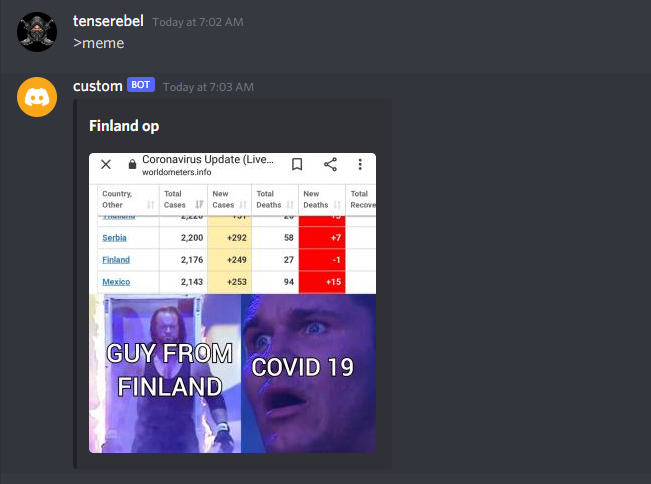 tenserebel Today at 7:02 AM
>meme
custom BOT Today at 7:03 AM
Finland op
Coronavirus Update (Live...
worldometers.info
Country, Other Total Cases New Cases Total Deaths New Deaths Total Recove
Thailand 2,220 +51 26 +3
Serbia 2,200 +292 58 +7
Finland 2,176 +249 27 -1
Mexico 2,143 +253 94 +15
GUY FROM
FINLAND
COVID 19